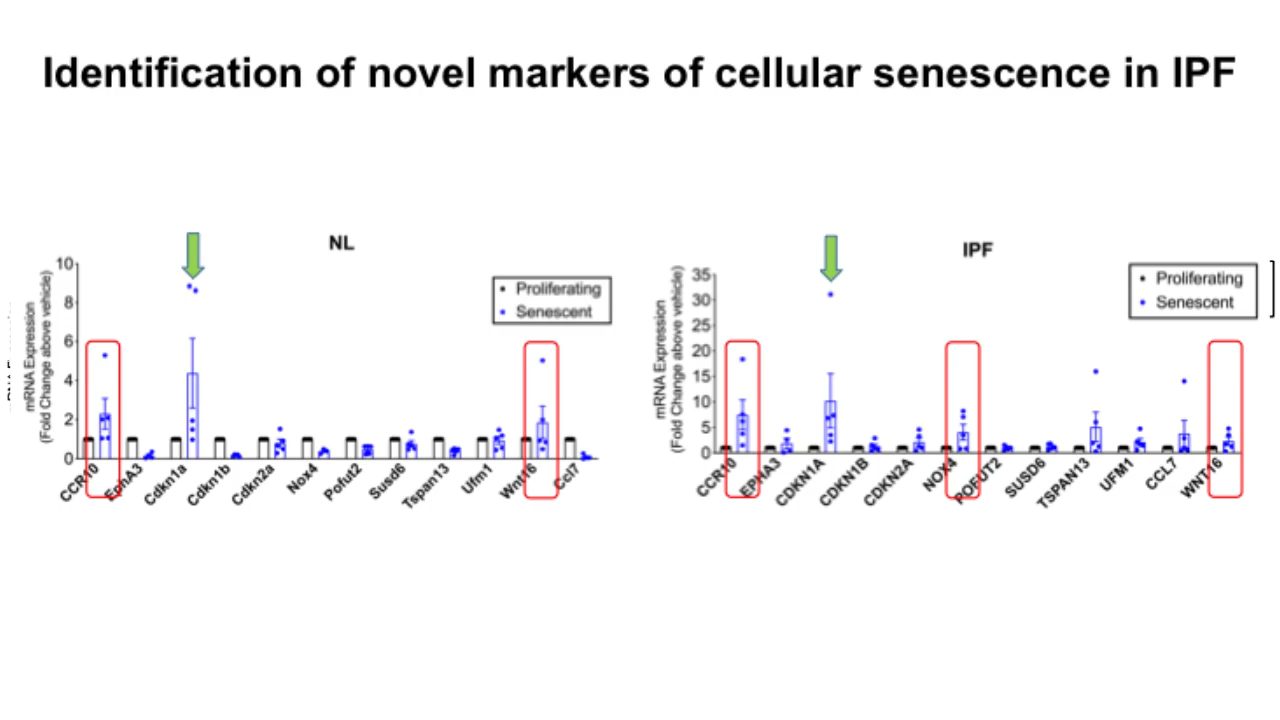 Identification of novel markers of cellular senescence in IPF
NL
mRNA Expression
(Fold Change above vehicle)
10
8
6
4
2
0
Proliferating
Senescent
CCR10
EphA3
Cdkn1a
Cdkn1b
Cdkn2a
Nox4
Pofut2
Susd6
Tspan13
Ufm1
Wnt16
Ccl7
IPF
mRNA Expression
(Fold Change above vehicle)
35
30
25
20
15
10
5
0
Proliferating
Senescent
CCR10
EPHA3
CDKN1A
CDKN1B
CDKN2A
NOX4
POFUT2
SUSD6
TSPAN13
UFM1
CCL7
WNT16